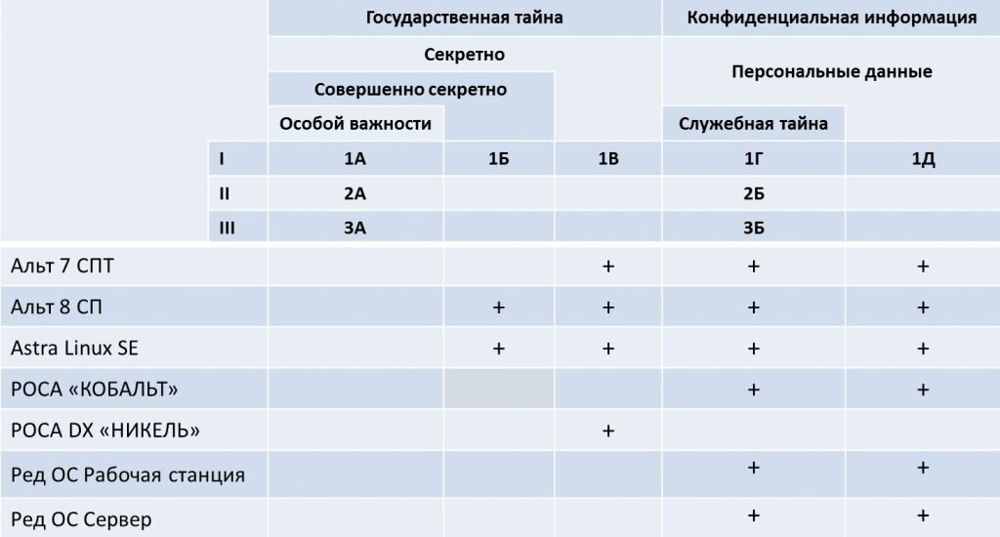 Государственная тайна Конфиденциальная информация
Секретно
Персональные данные
Совершенно секретно
Особой важности Служебная тайна
I 1А 1Б 1В 1Г 1Д
II 2А 2Б
III 3А 3Б
Альт 7 СПТ + + +
Альт 8 СП + + + +
Astra Linux SE + + + +
РОСА «КОБАЛЬТ» + +
РОСА DX «НИКЕЛЬ» +
Ред ОС Рабочая станция + +
Ред ОС Сервер + +